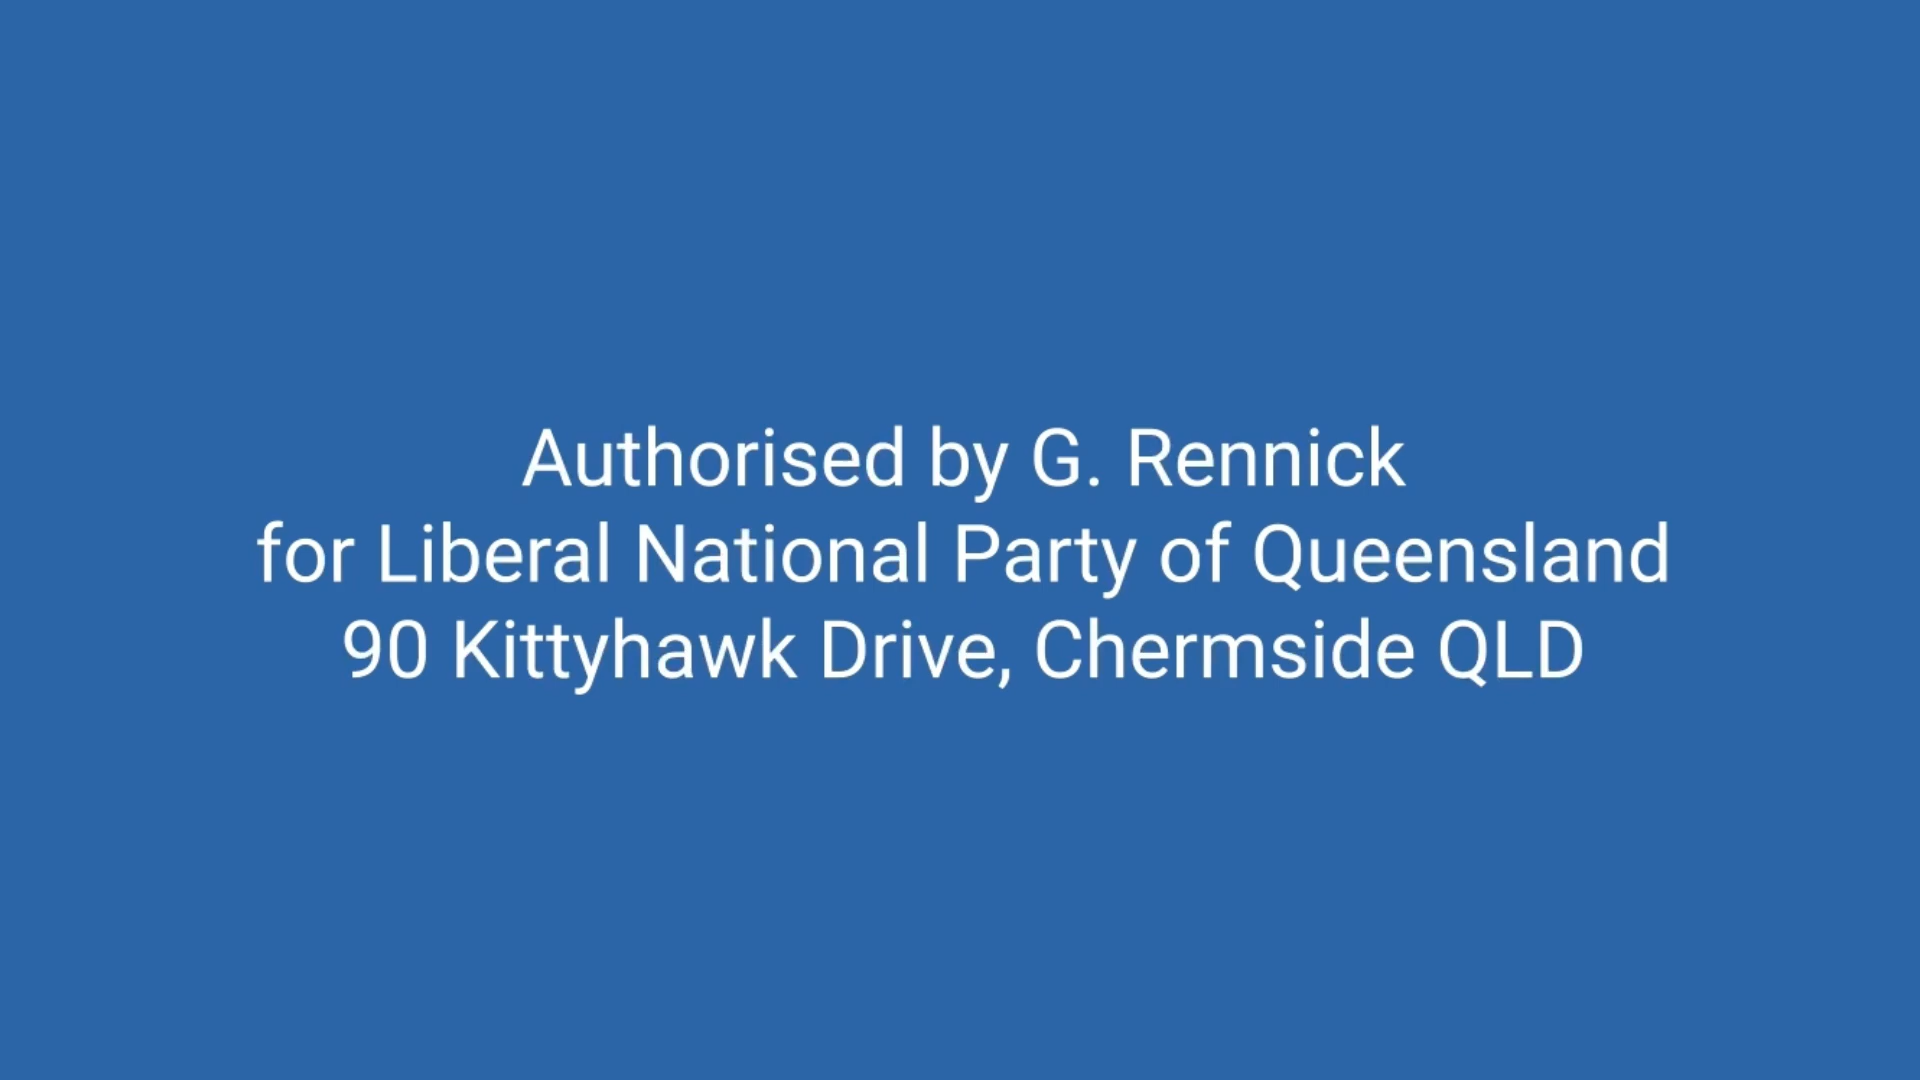 Authorised by G. Rennick
for Liberal National Party of Queensland
90 Kittyhawk Drive, Chermside QLD